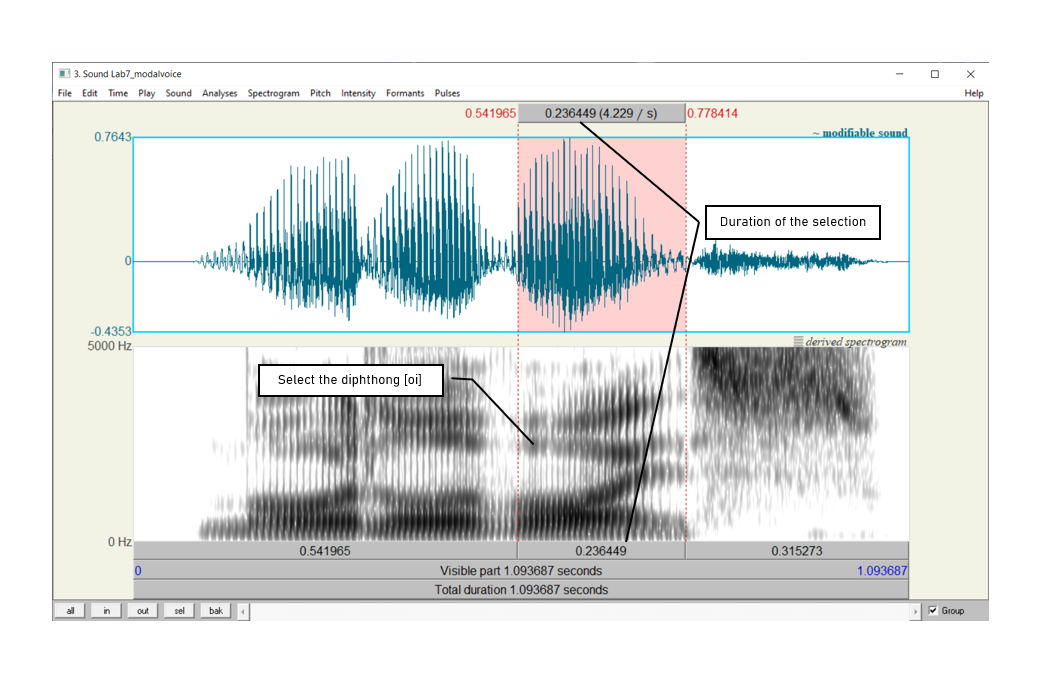 3. Sound Lab7_modalvoice
File Edit Time Play Sound Analyses Spectrogram Pitch Intensity Formants Pulses Help
0.541965 0.236449 (4.229 / s) 0.778414
0.7643 ~ modifiable sound
Duration of the selection
0
-0.4353
5000 Hz derived spectrogram
Select the diphthong [oi]
0 Hz
0.541965 0.236449 0.315273
0 Visible part 1.093687 seconds 1.093687
Total duration 1.093687 seconds
all in out sel bak Group